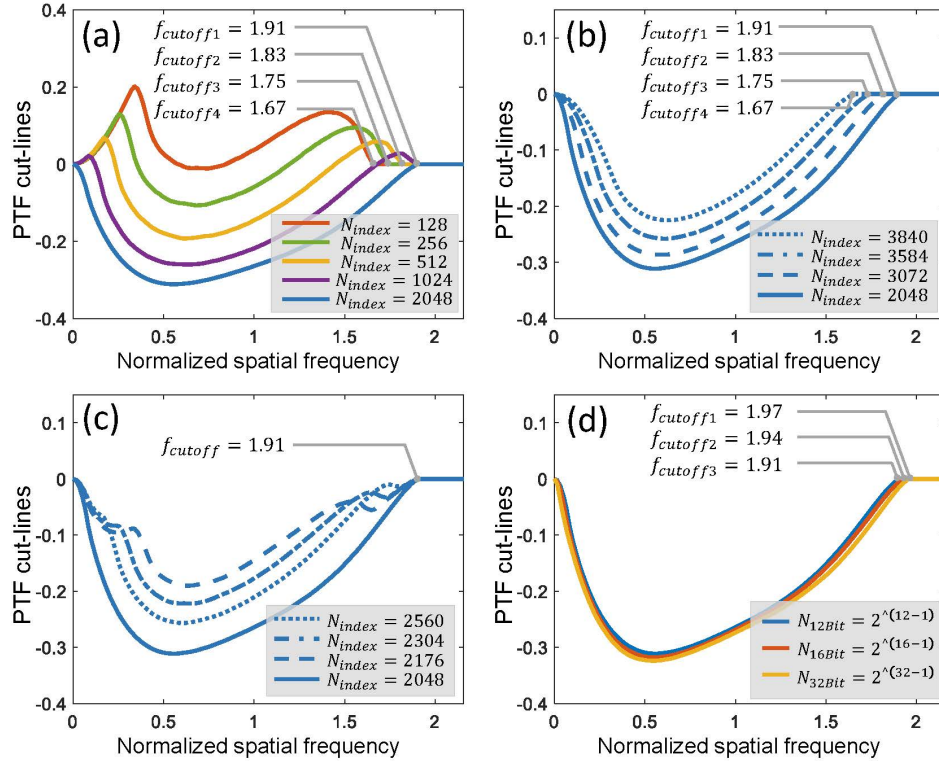 (a)
f_cutoff1 = 1.91
f_cutoff2 = 1.83
f_cutoff3 = 1.75
f_cutoff4 = 1.67
0.4
0.2
0
-0.2
-0.4
PTF cut-lines
N_index = 128
N_index = 256
N_index = 512
N_index = 1024
N_index = 2048
0 0.5 1 1.5 2
Normalized spatial frequency
(b)
f_cutoff1 = 1.91
f_cutoff2 = 1.83
f_cutoff3 = 1.75
f_cutoff4 = 1.67
0.1
0
-0.1
-0.2
-0.3
-0.4
PTF cut-lines
N_index = 3840
N_index = 3584
N_index = 3072
N_index = 2048
0 0.5 1 1.5 2
Normalized spatial frequency
(c)
f_cutoff = 1.91
0.1
0
-0.1
-0.2
-0.3
-0.4
PTF cut-lines
N_index = 2560
N_index = 2304
N_index = 2176
N_index = 2048
0 0.5 1 1.5 2
Normalized spatial frequency
(d)
f_cutoff1 = 1.97
f_cutoff2 = 1.94
f_cutoff3 = 1.91
0.1
0
-0.1
-0.2
-0.3
-0.4
PTF cut-lines
N_12Bit = 2^(12−1)
N_16Bit = 2^(16−1)
N_32Bit = 2^(32−1)
0 0.5 1 1.5 2
Normalized spatial frequency